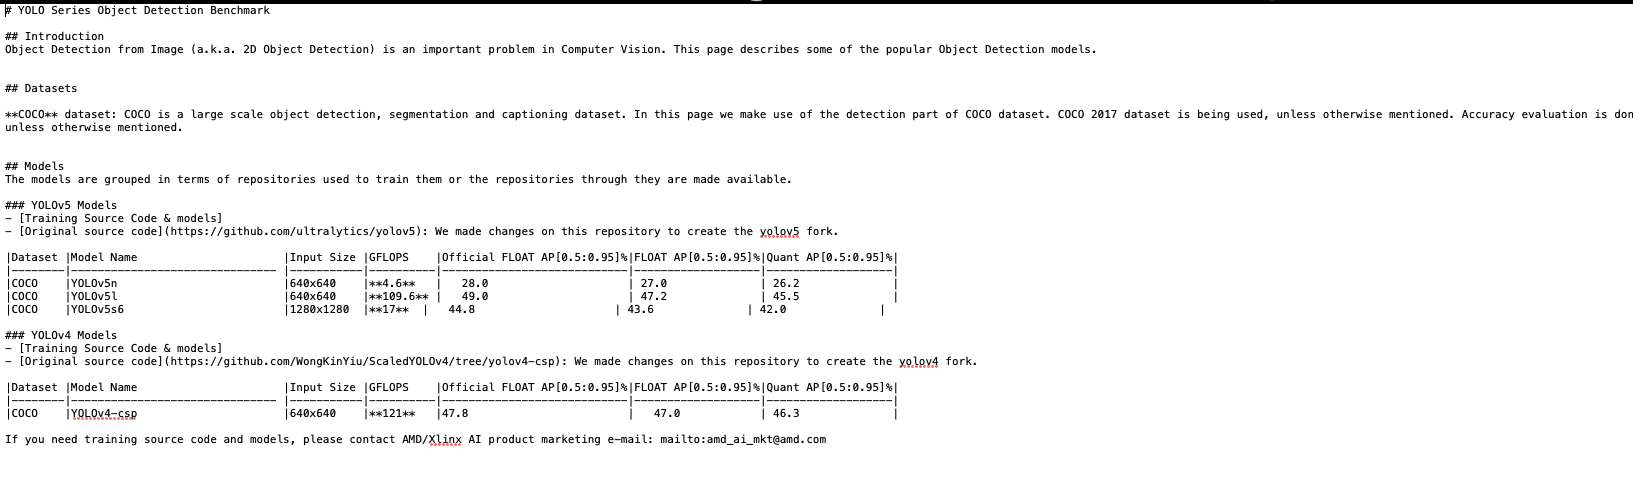 # YOLO Series Object Detection Benchmark
## Introduction
Object Detection from Image (a.k.a. 2D Object Detection) is an important problem in Computer Vision. This page describes some of the popular Object Detection models.
## Datasets
**COCO** dataset: COCO is a large scale object detection, segmentation and captioning dataset. In this page we make use of the detection part of COCO dataset. COCO 2017 dataset is being used, unless otherwise mentioned. Accuracy evaluation is don
unless otherwise mentioned.
## Models
The models are grouped in terms of repositories used to train them or the repositories through they are made available.
### YOLOv5 Models
- [Training Source Code & models]
- [Original source code](https://github.com/ultralytics/yolov5): We made changes on this repository to create the yolov5 fork.
|Dataset |Model Name                      |Input Size |GFLOPS    |Official FLOAT AP[0.5:0.95]%|FLOAT AP[0.5:0.95]%|Quant AP[0.5:0.95]%|
|--------|------------------------------- |-----------|----------|----------------------------|-------------------|-------------------|
|COCO    |YOLOv5n                         |640x640    |**4.6**   |   28.0                     | 27.0              | 26.2              |
|COCO    |YOLOv5l                         |640x640    |**109.6** |   49.0                     | 47.2              | 45.5              |
|COCO    |YOLOv5s6                        |1280x1280  |**17**  |   44.8                     | 43.6              | 42.0              |
### YOLOv4 Models
- [Training Source Code & models]
- [Original source code](https://github.com/WongKinYiu/ScaledYOLOv4/tree/yolov4-csp): We made changes on this repository to create the yolov4 fork.
|Dataset |Model Name                      |Input Size |GFLOPS    |Official FLOAT AP[0.5:0.95]%|FLOAT AP[0.5:0.95]%|Quant AP[0.5:0.95]%|
|--------|------------------------------- |-----------|----------|----------------------------|-------------------|-------------------|
|COCO    |YOLOv4-csp                      |640x640    |**121**   |47.8                        |   47.0            | 46.3              |
If you need training source code and models, please contact AMD/Xlinx AI product marketing e-mail: mailto:amd_ai_mkt@amd.com